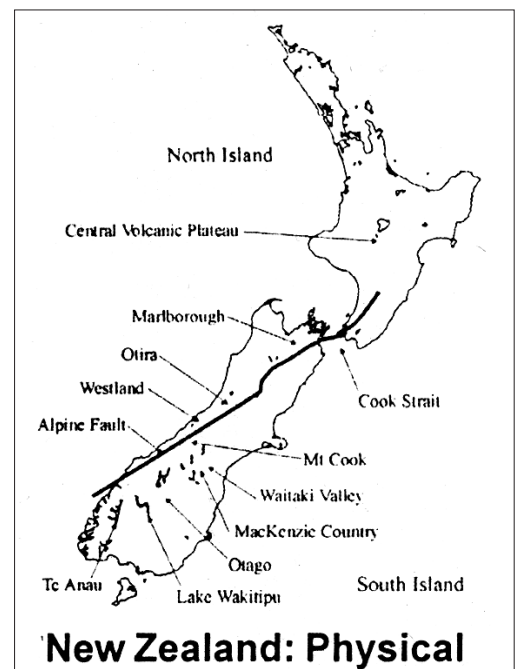 North Island
Central Volcanic Plateau
Marlborough
Otira
Westland
Cook Strait
Alpine Fault
Mt Cook
Waitaki Valley
MacKenzie Country
Otago
Te Anau
Lake Wakitipu
South Island
New Zealand: Physical